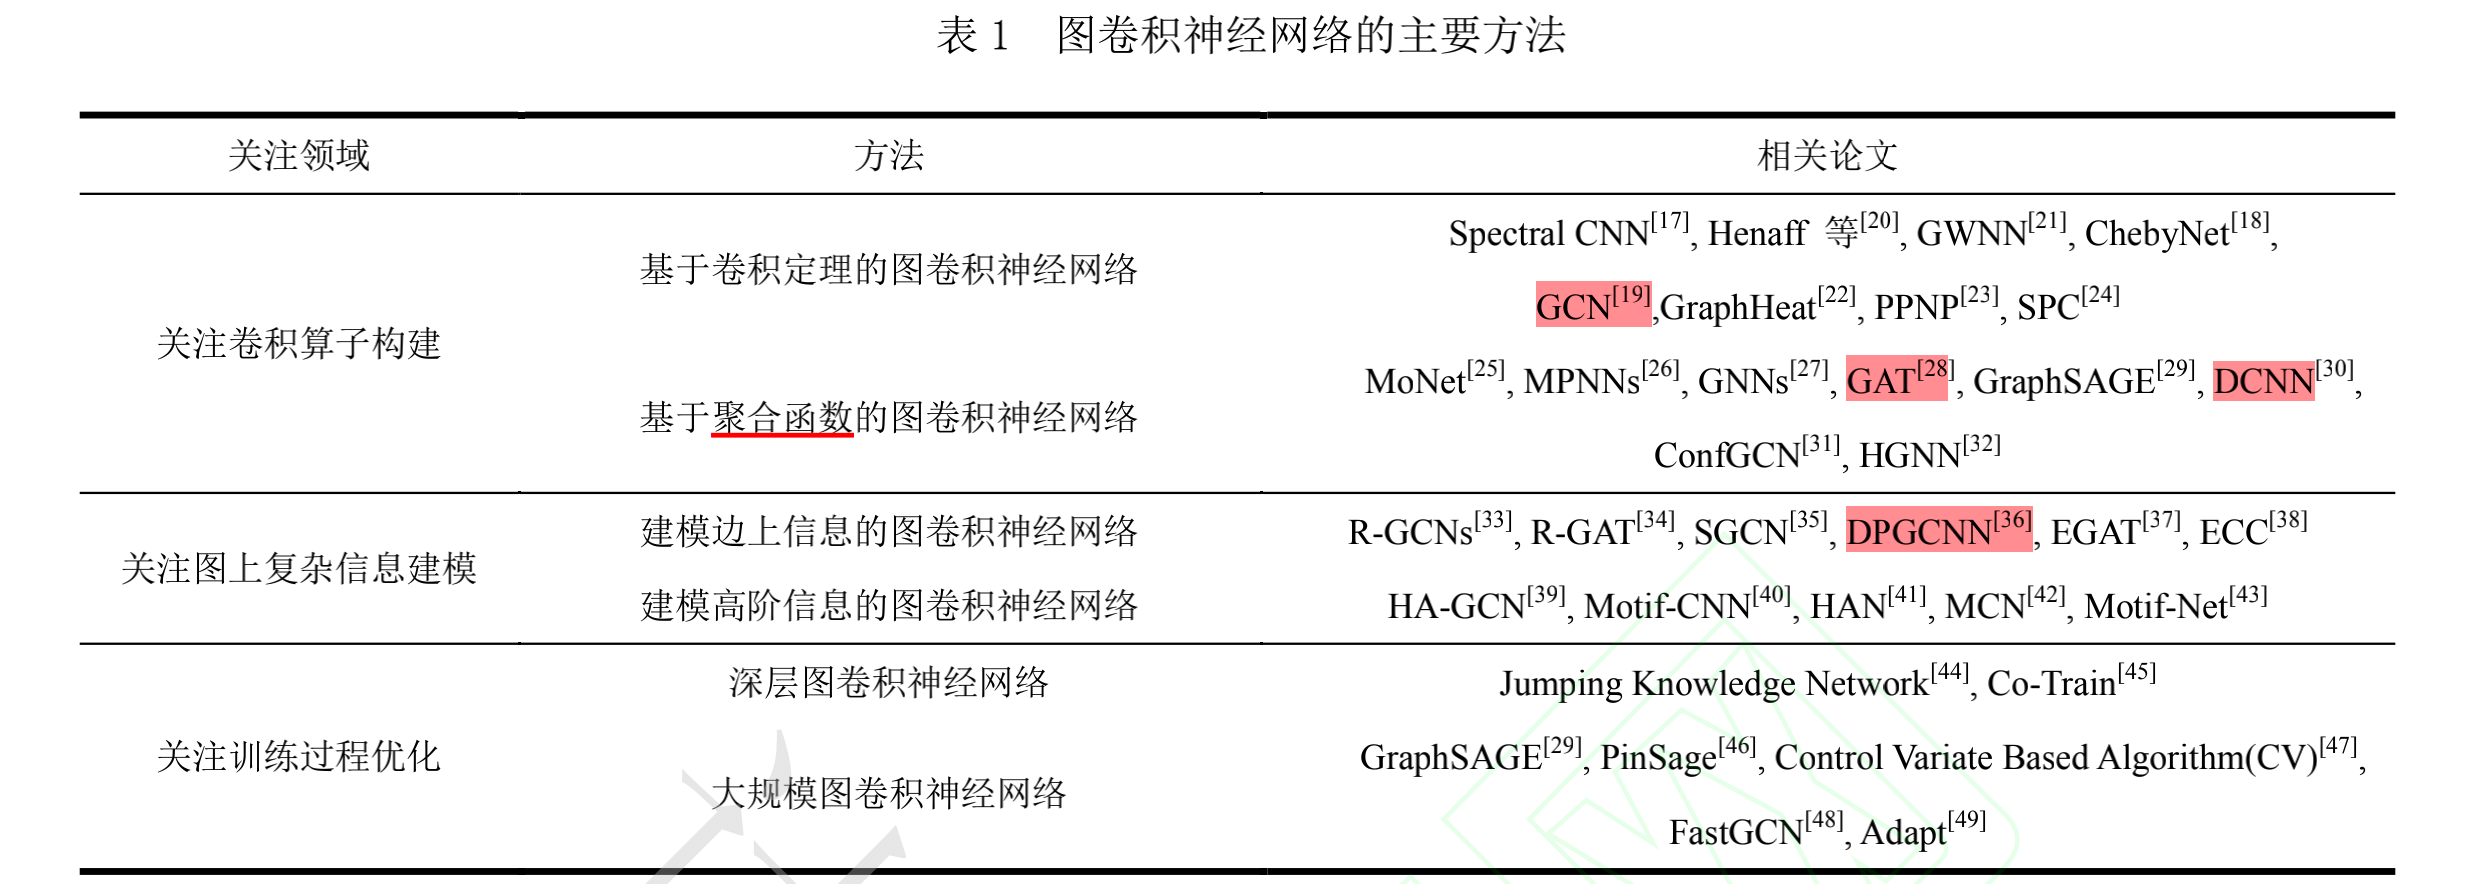 表 1 图卷积神经网络的主要方法
关注领域 方法 相关论文
Spectral CNN[17], Henaff 等[20], GWNN[21], ChebyNet[18],
基于卷积定理的图卷积神经网络
GCN[19],GraphHeat[22], PPNP[23], SPC[24]
关注卷积算子构建
MoNet[25], MPNNs[26], GNNs[27], GAT[28], GraphSAGE[29], DCNN[30],
基于聚合函数的图卷积神经网络
ConfGCN[31], HGNN[32]
建模边上信息的图卷积神经网络 R-GCNs[33], R-GAT[34], SGCN[35], DPGCNN[36], EGAT[37], ECC[38]
关注图上复杂信息建模
建模高阶信息的图卷积神经网络 HA-GCN[39], Motif-CNN[40], HAN[41], MCN[42], Motif-Net[43]
深层图卷积神经网络 Jumping Knowledge Network[44], Co-Train[45]
关注训练过程优化 GraphSAGE[29], PinSage[46], Control Variate Based Algorithm(CV)[47],
大规模图卷积神经网络
FastGCN[48], Adapt[49]